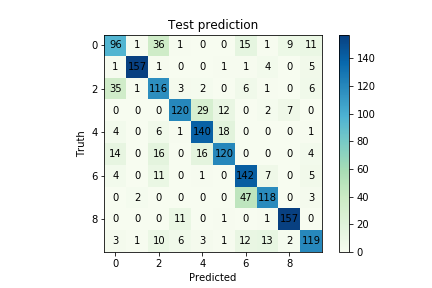 Test prediction
0 96 1 36 1 0 0 15 1 9 11
1 157 1 0 0 1 1 4 0 5
2 35 1 116 3 2 0 6 1 0 6
0 0 0 120 29 12 0 2 7 0
4 4 0 6 1 140 18 0 0 0 1
14 0 16 0 16 120 0 0 0 4
6 4 0 11 0 1 0 142 7 0 5
0 2 0 0 0 0 47 118 0 3
8 0 0 0 11 0 1 0 1 157 0
3 1 10 6 3 1 12 13 2 119
0 2 4 6 8
Predicted
Truth
140
120
100
80
60
40
20
0